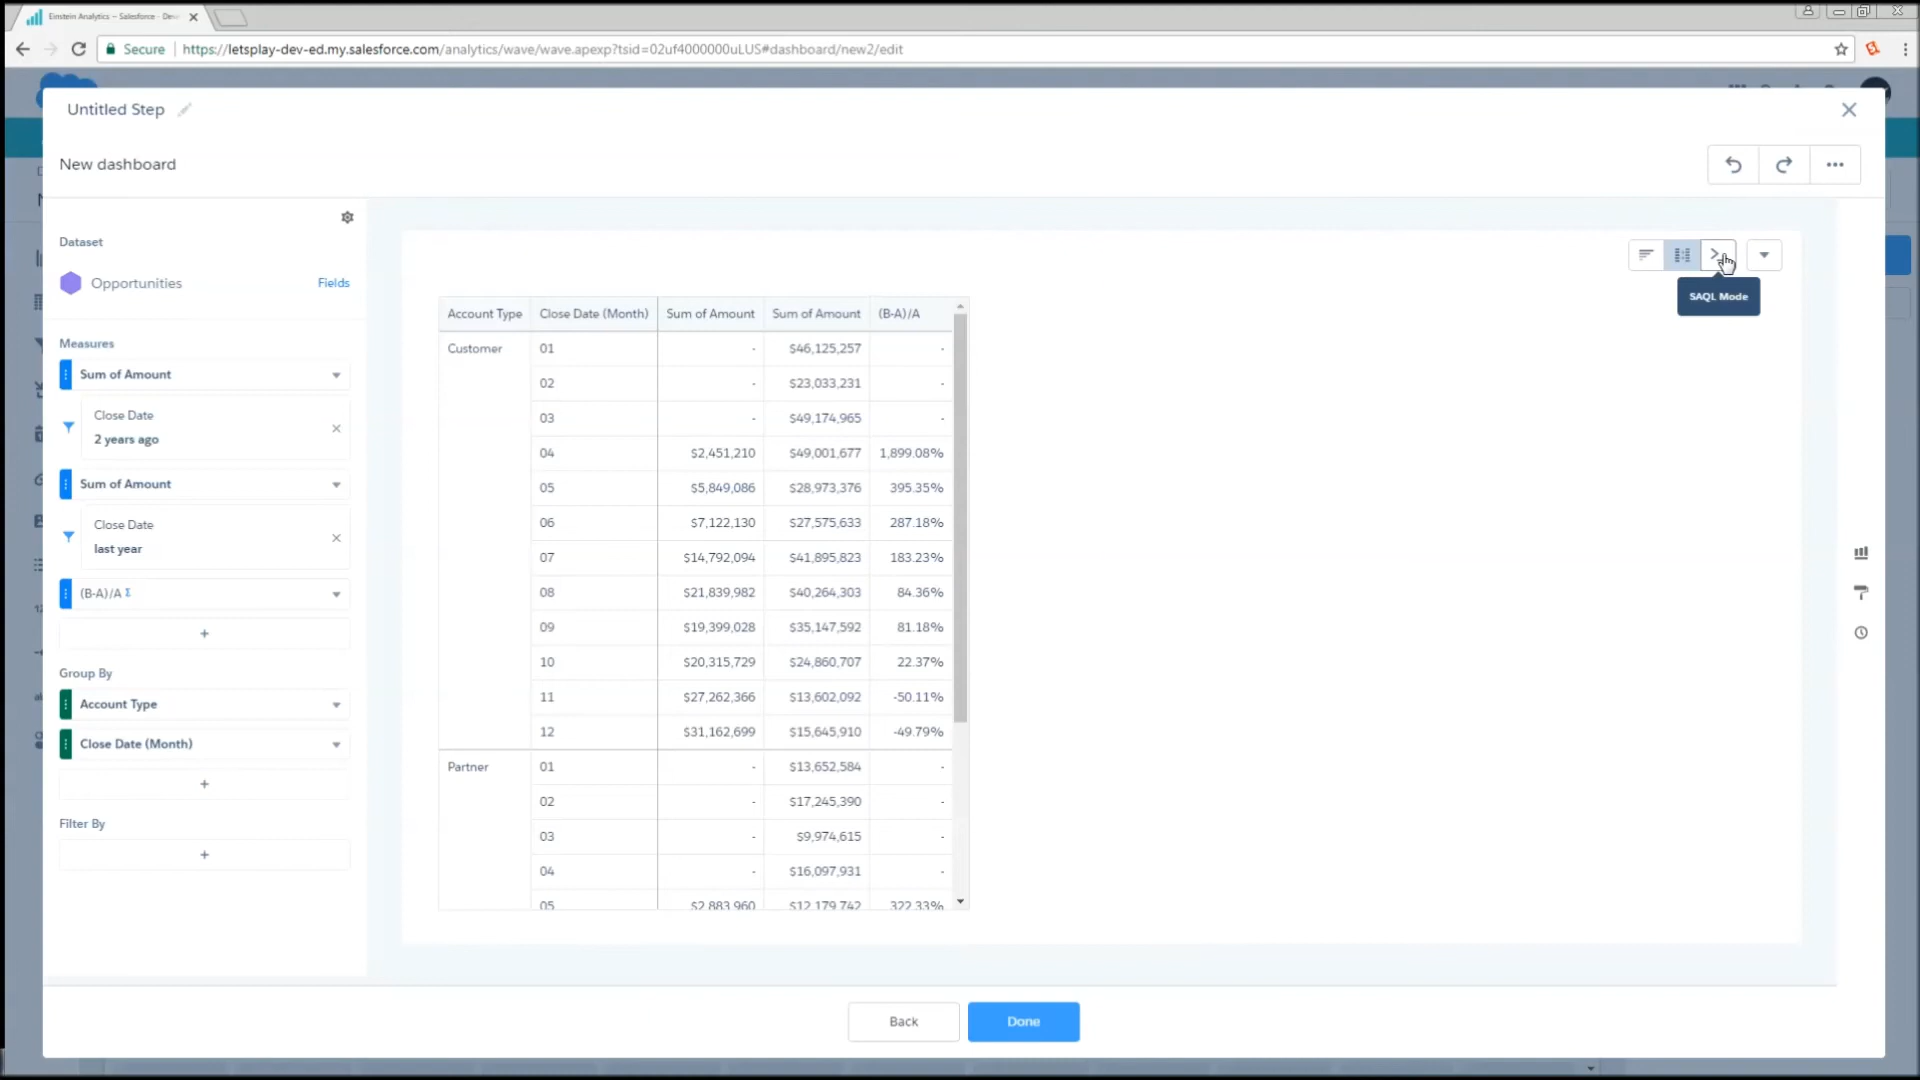 Einstein Analytics – Salesforce - Dev
Secure https://letsplay-dev-ed.my.salesforce.com/analytics/wave/wave.apexp?tsid=02uf4000000uLUS#dashboard/new2/edit
Untitled Step
New dashboard
Dataset
Opportunities Fields
Measures
Sum of Amount
Close Date
2 years ago
Sum of Amount
Close Date
last year
(B-A)/A Σ
+
Group By
Account Type
Close Date (Month)
+
Filter By
+
SAQL Mode
Account Type Close Date (Month) Sum of Amount Sum of Amount (B-A)/A
Customer 01 - $46,125,257 -
02 - $23,033,231 -
03 - $49,174,965 -
04 $2,451,210 $49,001,677 1,899.08%
05 $5,849,086 $28,973,376 395.35%
06 $7,122,130 $27,575,633 287.18%
07 $14,792,094 $41,895,823 183.23%
08 $21,839,982 $40,264,303 84.36%
09 $19,399,028 $35,147,592 81.18%
10 $20,315,729 $24,860,707 22.37%
11 $27,262,366 $13,602,092 -50.11%
12 $31,162,699 $15,645,910 -49.79%
Partner 01 - $13,652,584 -
02 - $17,245,390 -
03 - $9,974,615 -
04 - $16,097,931 -
05 $2,883,960 $12,179,742 322.33%
Back Done